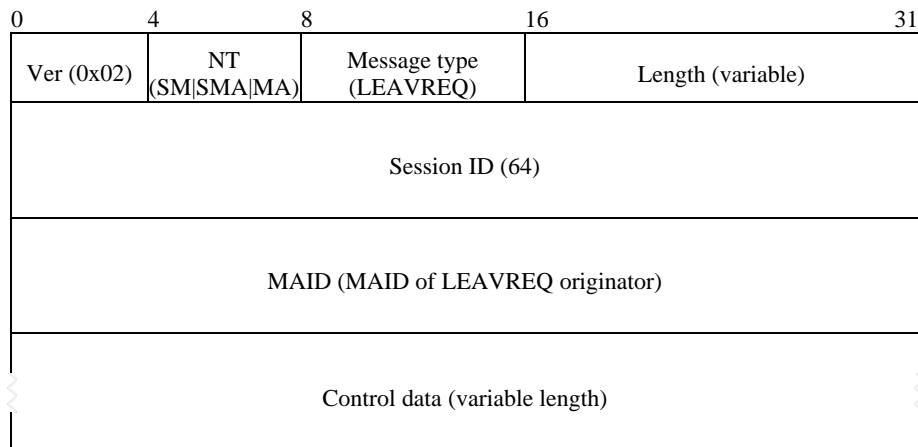 0 4 8 16 31
Ver (0x02) NT (SM|SMA|MA) Message type (LEAVREQ) Length (variable)
Session ID (64)
MAID (MAID of LEAVREQ originator)
Control data (variable length)